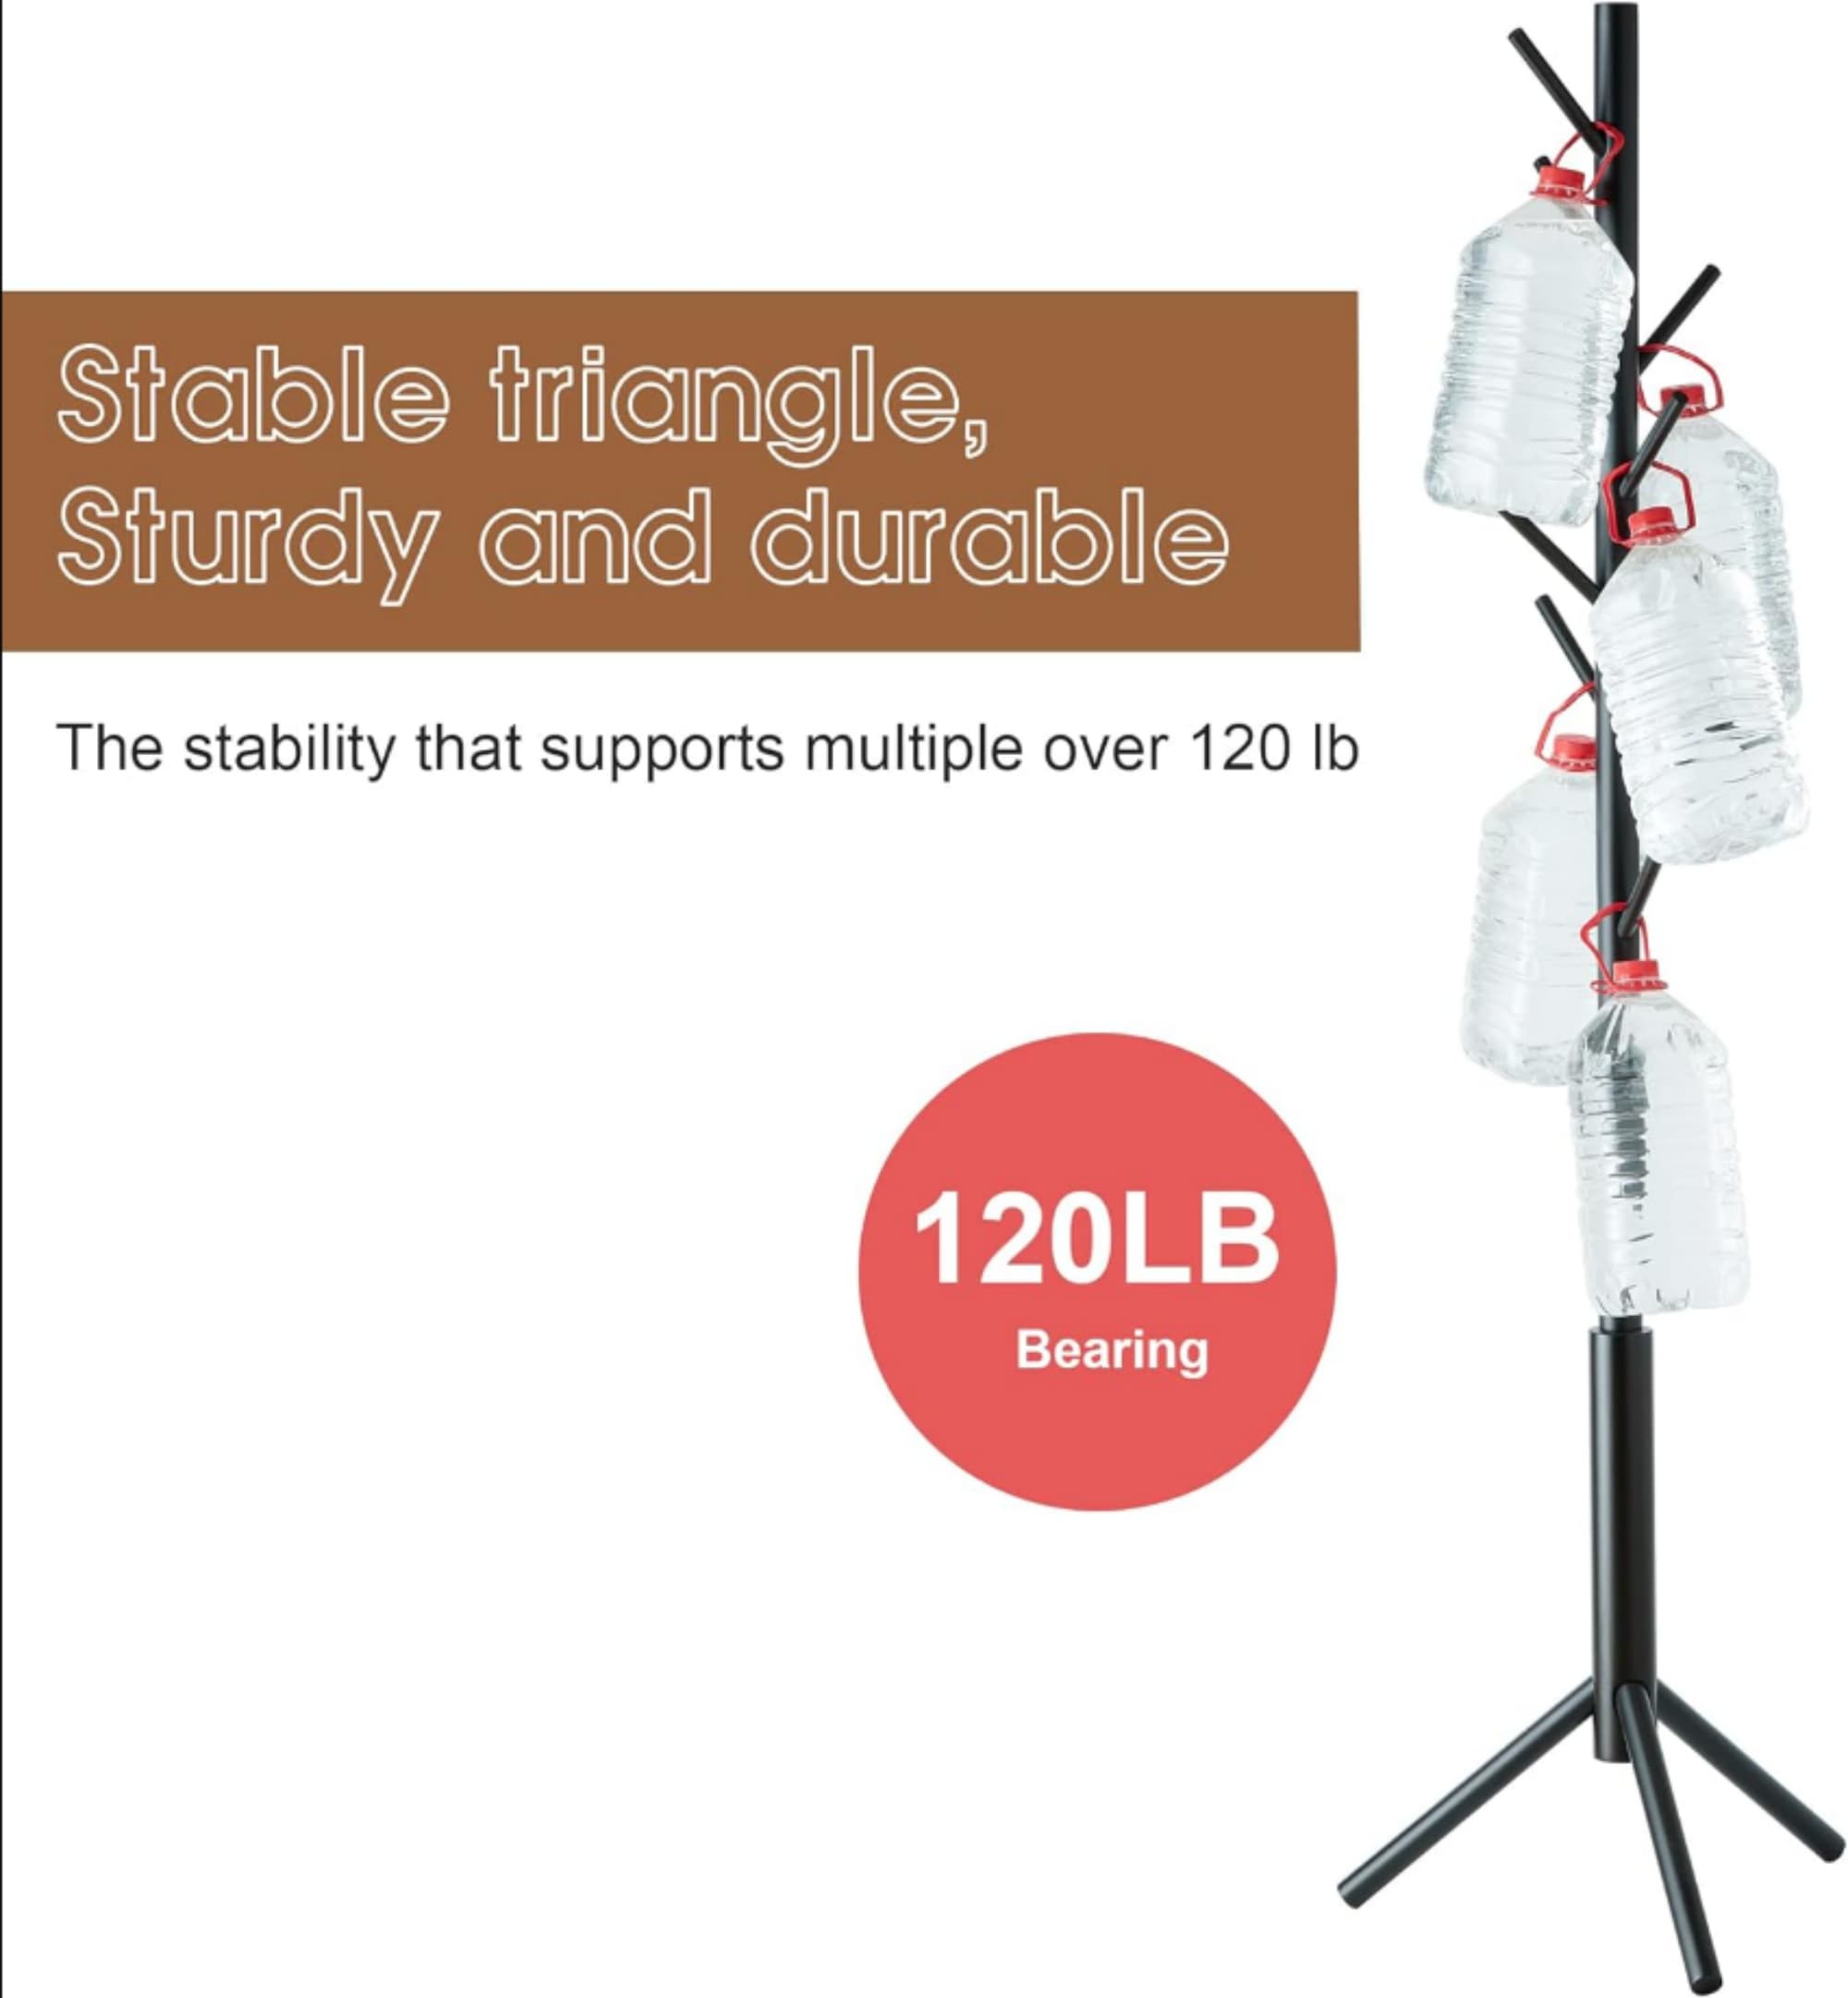 Stable triangle,
Sturdy and durable
The stability that supports multiple over 120 lb
120LB
Bearing